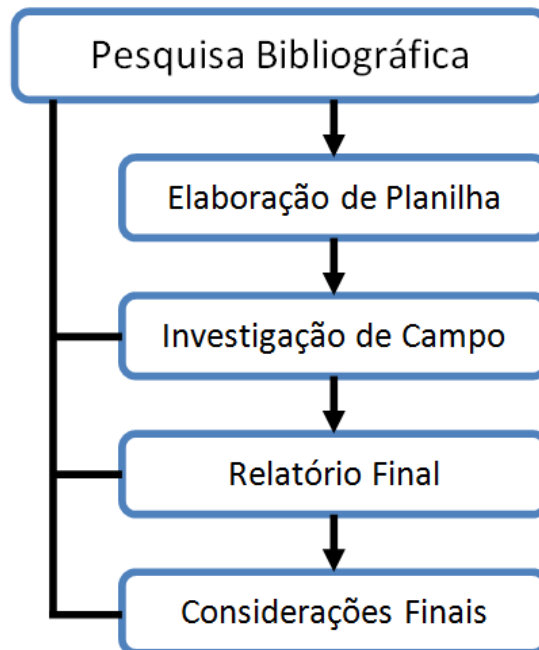 Pesquisa Bibliográfica
Elaboração de Planilha
Investigação de Campo
Relatório Final
Considerações Finais